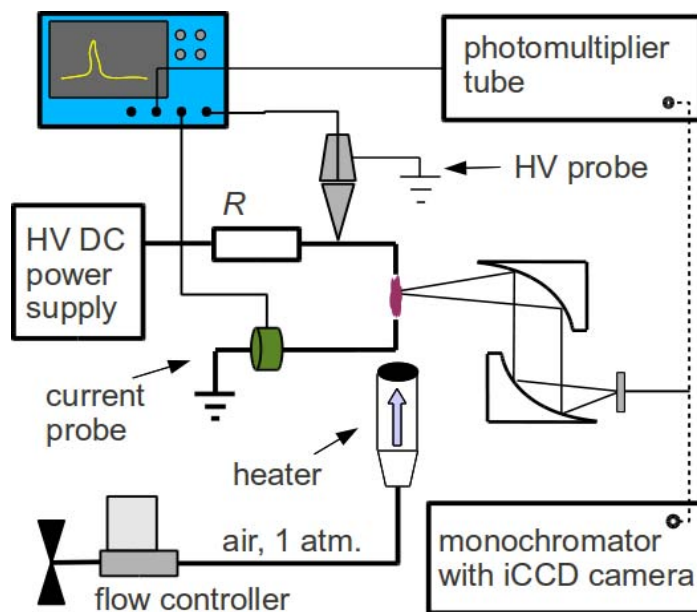 photomultiplier
tube
HV probe
R
HV DC
power
supply
current
probe
heater
air, 1 atm.
flow controller
monochromator
with iCCD camera